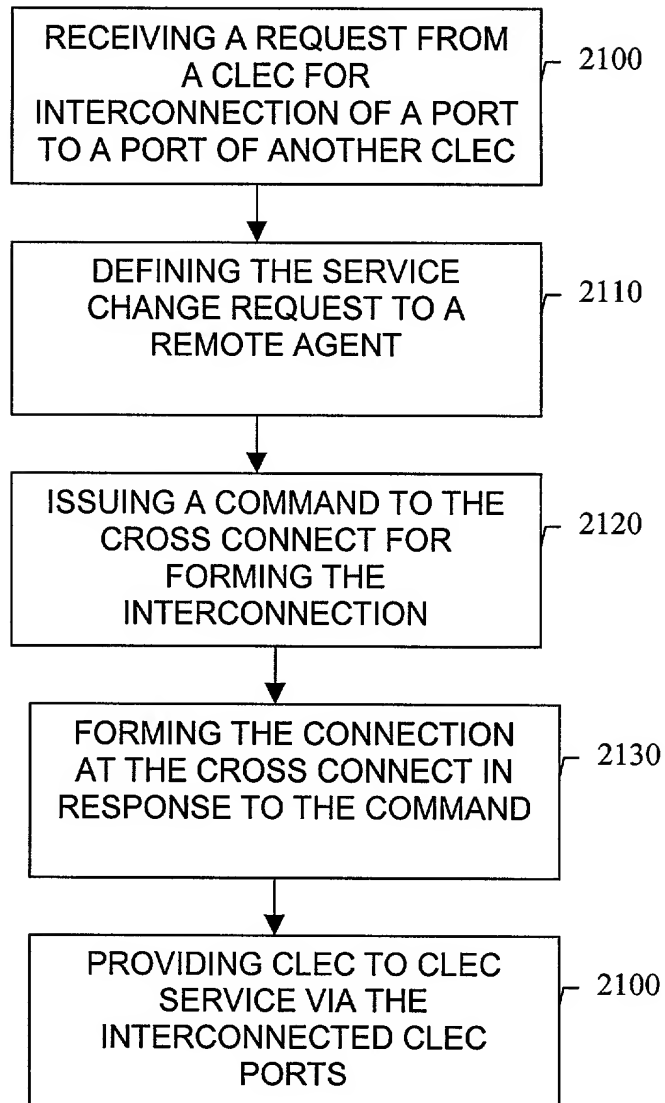 RECEIVING A REQUEST FROM
A CLEC FOR
INTERCONNECTION OF A PORT
TO A PORT OF ANOTHER CLEC
2100
DEFINING THE SERVICE
CHANGE REQUEST TO A
REMOTE AGENT
2110
ISSUING A COMMAND TO THE
CROSS CONNECT FOR
FORMING THE
INTERCONNECTION
2120
FORMING THE CONNECTION
AT THE CROSS CONNECT IN
RESPONSE TO THE COMMAND
2130
PROVIDING CLEC TO CLEC
SERVICE VIA THE
INTERCONNECTED CLEC
PORTS
2100